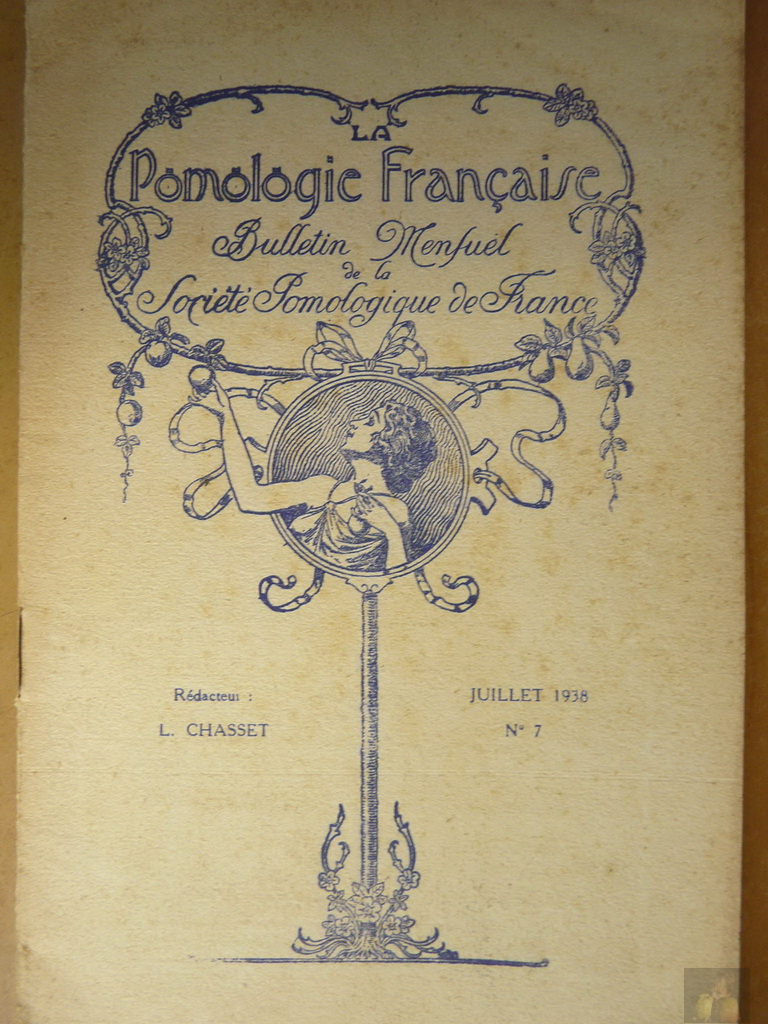 LA
Pomologie Française
Bulletin Mensuel
de la
Société Pomologique de France
Rédacteur :
L. CHASSET
JUILLET 1938
N° 7